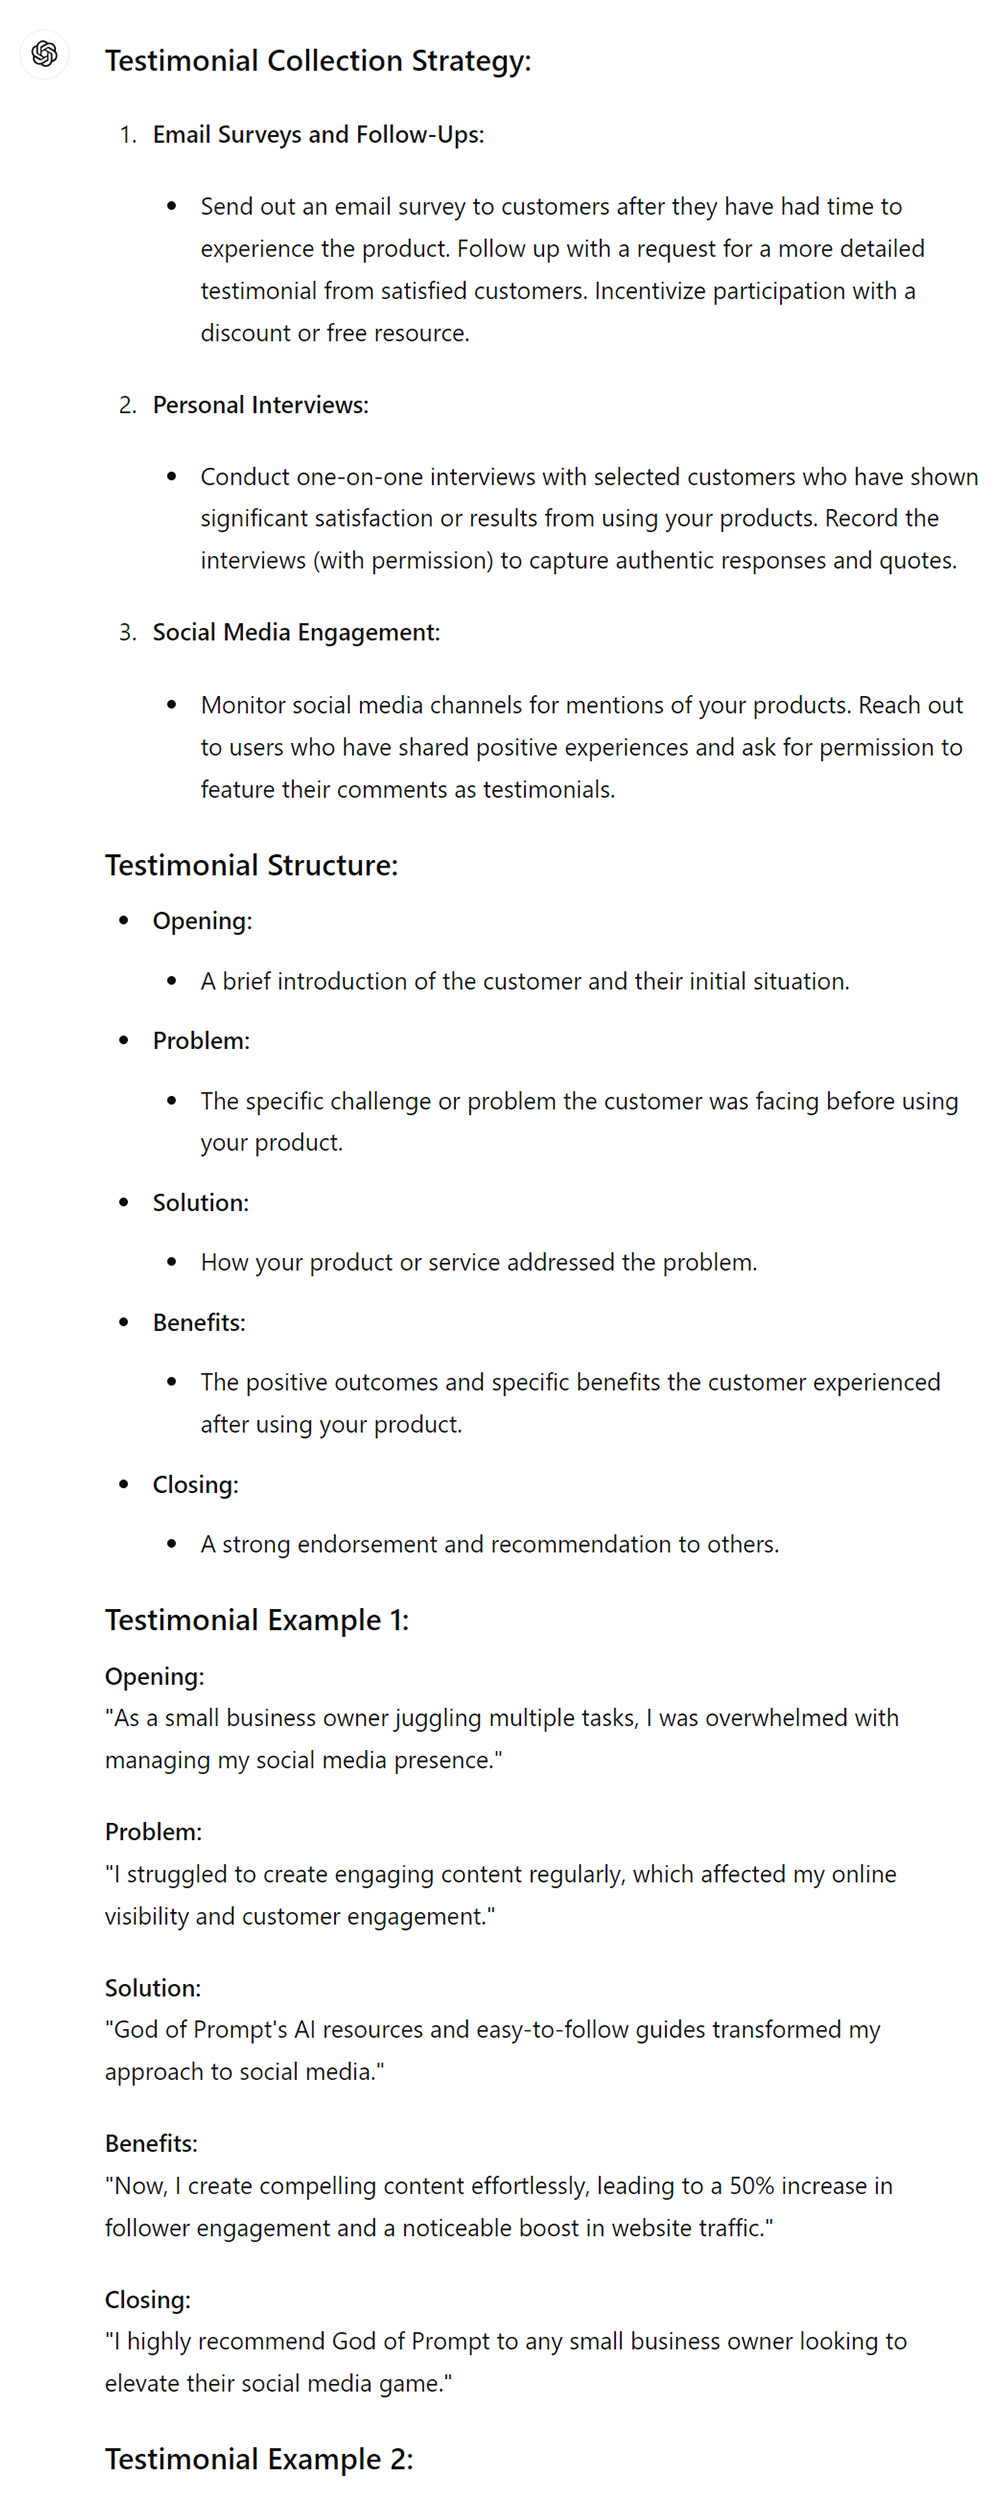 Testimonial Collection Strategy:
1. Email Surveys and Follow-Ups:
• Send out an email survey to customers after they have had time to
experience the product. Follow up with a request for a more detailed
testimonial from satisfied customers. Incentivize participation with a
discount or free resource.
2. Personal Interviews:
• Conduct one-on-one interviews with selected customers who have shown
significant satisfaction or results from using your products. Record the
interviews (with permission) to capture authentic responses and quotes.
3. Social Media Engagement:
• Monitor social media channels for mentions of your products. Reach out
to users who have shared positive experiences and ask for permission to
feature their comments as testimonials.
Testimonial Structure:
• Opening:
• A brief introduction of the customer and their initial situation.
• Problem:
• The specific challenge or problem the customer was facing before using
your product.
• Solution:
• How your product or service addressed the problem.
• Benefits:
• The positive outcomes and specific benefits the customer experienced
after using your product.
• Closing:
• A strong endorsement and recommendation to others.
Testimonial Example 1:
Opening:
"As a small business owner juggling multiple tasks, I was overwhelmed with
managing my social media presence."
Problem:
"I struggled to create engaging content regularly, which affected my online
visibility and customer engagement."
Solution:
"God of Prompt's AI resources and easy-to-follow guides transformed my
approach to social media."
Benefits:
"Now, I create compelling content effortlessly, leading to a 50% increase in
follower engagement and a noticeable boost in website traffic."
Closing:
"I highly recommend God of Prompt to any small business owner looking to
elevate their social media game."
Testimonial Example 2: